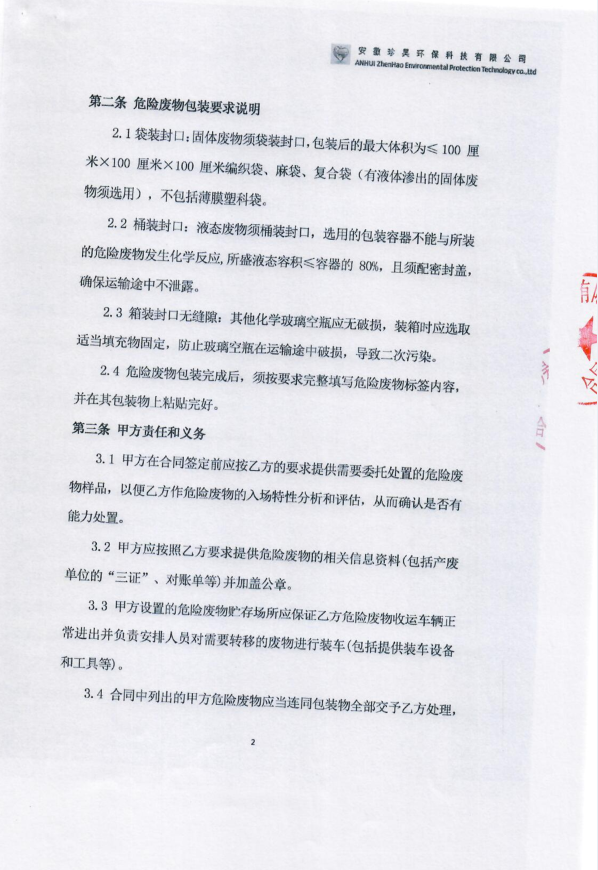 安徽珍昊环保科技有限公司
ANHUI ZhenHao Environmental Protection Technology co.,ltd
第二条 危险废物包装要求说明
2.1 袋装封口:固体废物须袋装封口,包装后的最大体积为≤ 100 厘
米×100 厘米×100 厘米编织袋、麻袋、复合袋（有液体渗出的固体废
物须选用）, 不包括薄膜塑料袋。
2.2 桶装封口: 液态废物须桶装封口, 选用的包装容器不能与所装
的危险废物发生化学反应,所盛液态容积≤容器的 80%, 且须配密封盖,
确保运输途中不泄露。
2.3 箱装封口无缝隙: 其他化学玻璃空瓶应无破损, 装箱时应选取
适当填充物固定, 防止玻璃空瓶在运输途中破损, 导致二次污染。
2.4 危险废物包装完成后, 须按要求完整填写危险废物标签内容,
并在其包装物上粘贴完好。
第三条 甲方责任和义务
3.1 甲方在合同签定前应按乙方的要求提供需要委托处置的危险废
物样品, 以便乙方作危险废物的入场特性分析和评估, 从而确认是否有
能力处置。
3.2 甲方应按照乙方要求提供危险废物的相关信息资料(包括产废
单位的“三证”、对账单等)并加盖公章。
3.3 甲方设置的危险废物贮存场所应保证乙方危险废物收运车辆正
常进出并负责安排人员对需要转移的废物进行装车(包括提供装车设备
和工具等)。
3.4 合同中列出的甲方危险废物应当连同包装物全部交予乙方处理,
2